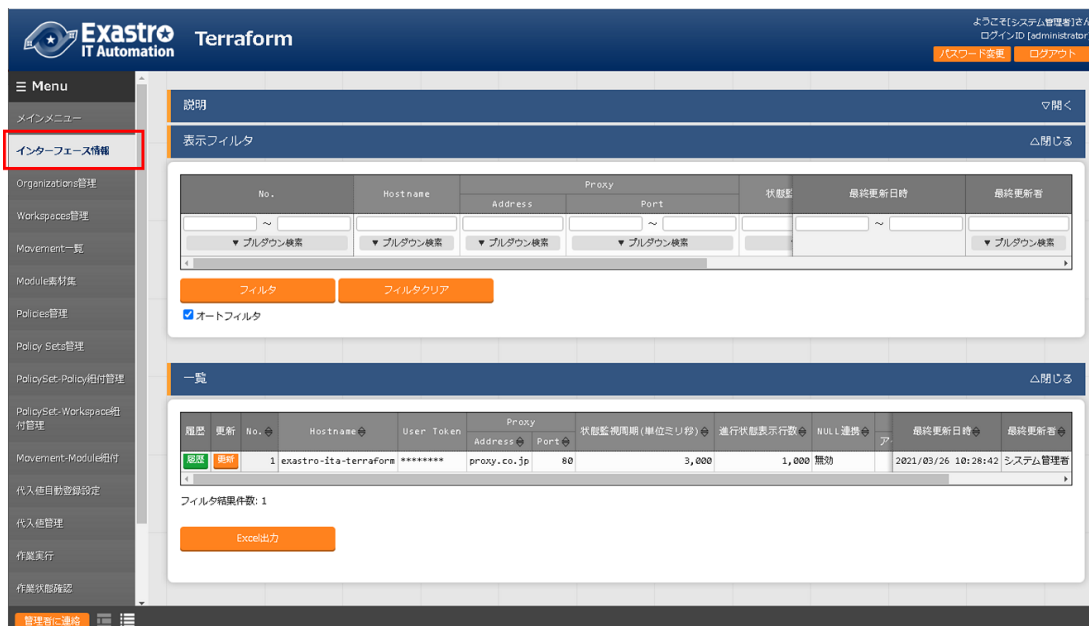 Exastro
IT Automation
Terraform
ようこそ[システム管理者]さん
ログインID [administrator]
パスワード変更 ログアウト
☰ Menu
メインメニュー
インターフェース情報
Organizations管理
Workspaces管理
Movement一覧
Module素材集
Policies管理
Policy Sets管理
PolicySet-Policy紐付管理
PolicySet-Workspace紐
付管理
Movement-Module紐付
代入値自動登録設定
代入値管理
作業実行
作業状態確認
管理者に連絡
説明 ▽開く
表示フィルタ △閉じる
No. Hostname Proxy 状態監 最終更新日時 最終更新者
Address Port
~ ~ ~
▼ プルダウン検索 ▼ プルダウン検索 ▼ プルダウン検索 ▼ プルダウン検索 ▼ プルダウン検索
フィルタ フィルタクリア
オートフィルタ
一覧 △閉じる
履歴 更新 No. Hostname User Token Proxy 状態監視周期(単位ミリ秒) 進行状態表示行数 NULL連携 ア 最終更新日時 最終更新者
Address Port
履歴 更新 1 exastro-ita-terraform ******** proxy.co.jp 80 3,000 1,000 無効 2021/03/26 10:28:42 システム管理者
フィルタ結果件数: 1
Excel出力